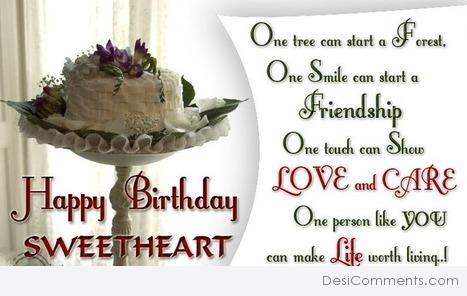 Happy Birthday
SWEETHEART
One tree can start a Forest,
One Smile can start a
Friendship
One touch can Show
LOVE and CARE
One person like YOU
can make Life worth living..!
DesiComments.com